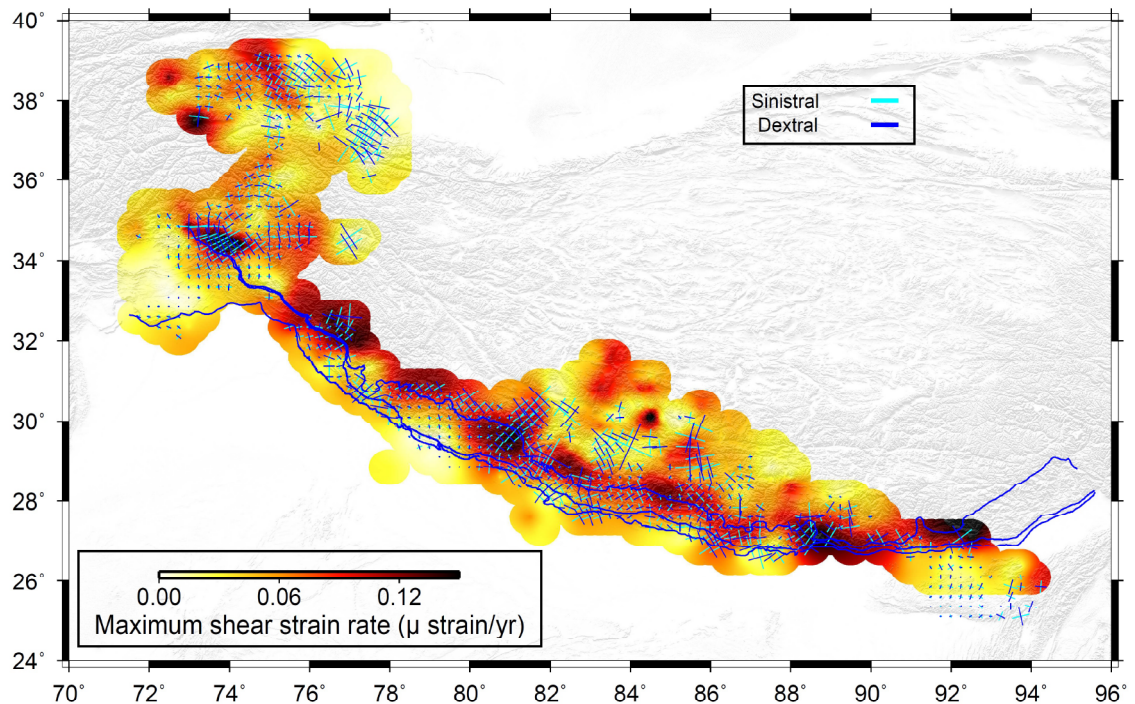 40°
38°
36°
34°
32°
30°
28°
26°
24°
Sinistral
Dextral
0.00 0.06 0.12
Maximum shear strain rate (μ strain/yr)
70° 72° 74° 76° 78° 80° 82° 84° 86° 88° 90° 92° 94° 96°